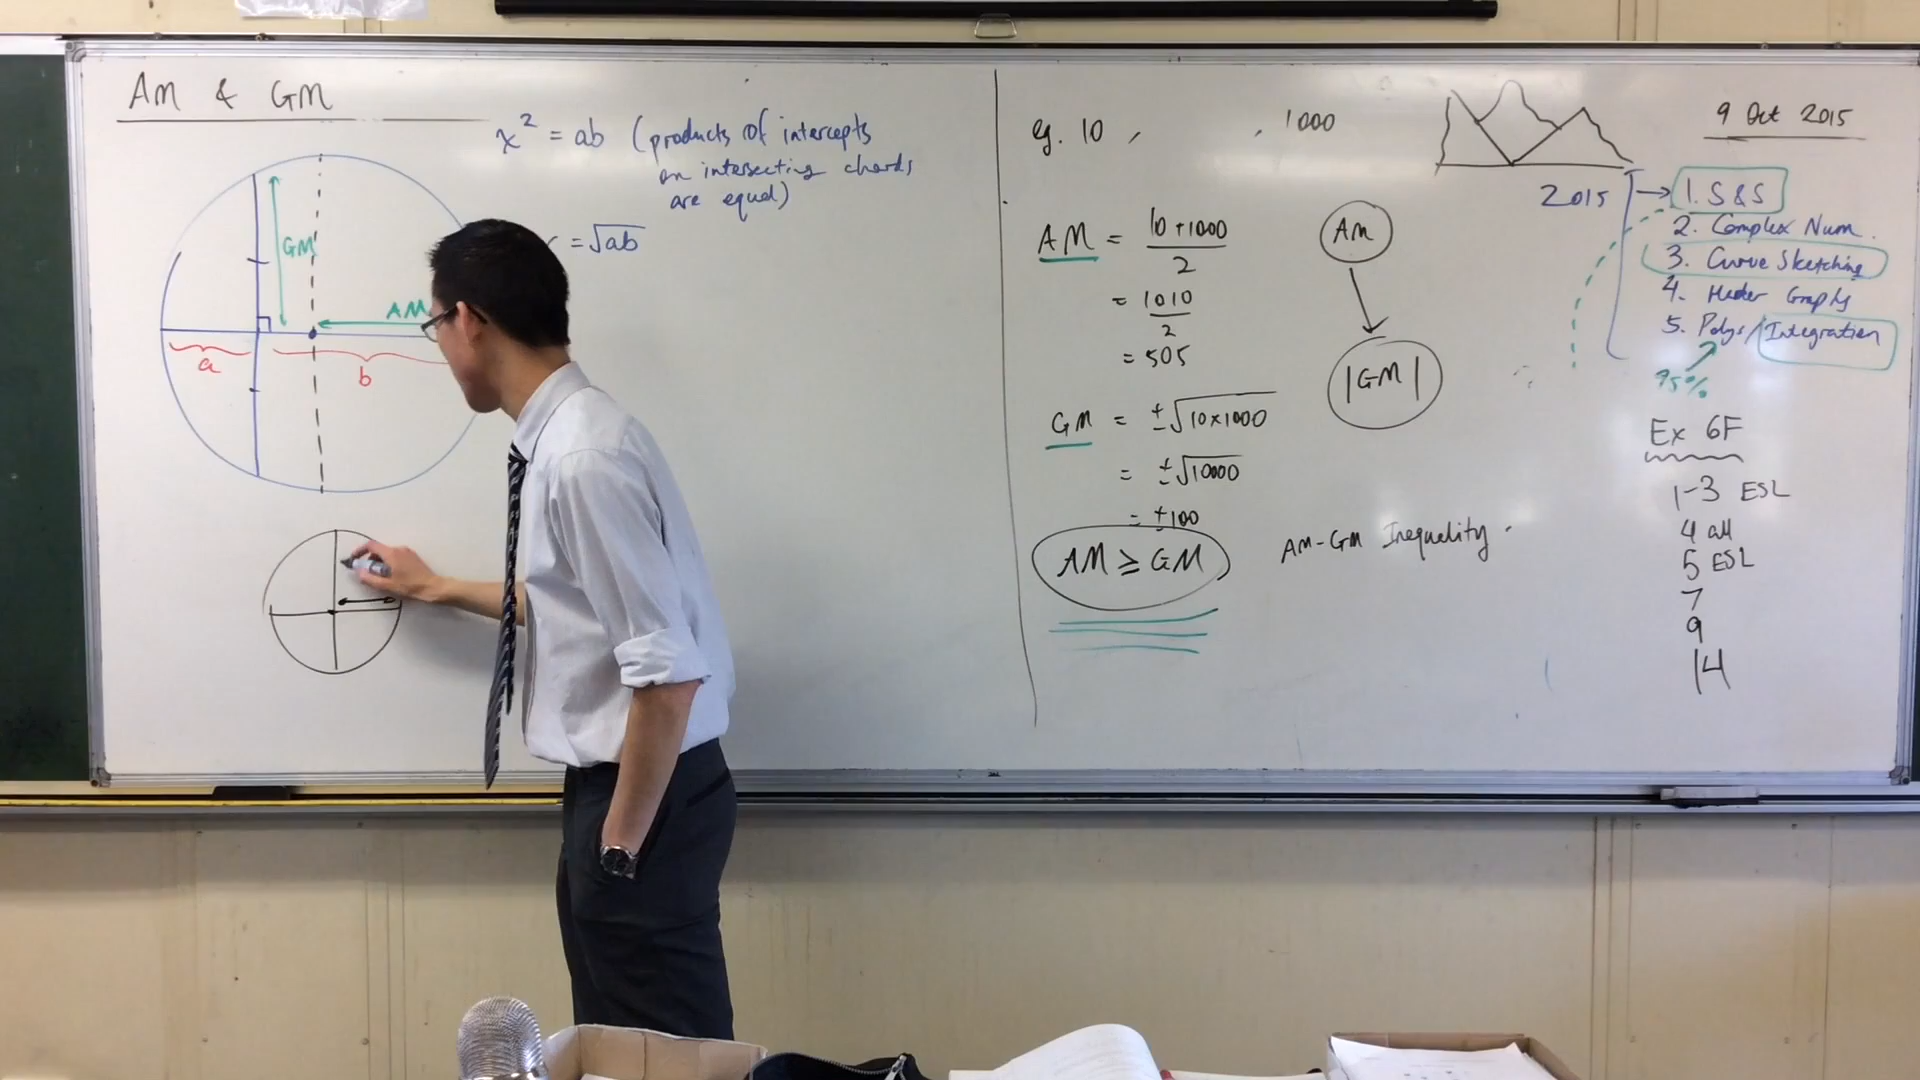 AM & GM
x² = ab (products of intercepts
on intersecting chords
are equal)
= √ab
GM
AM
a
b
eg. 10 , , 1000
AM = 10+1000
2
= 1010
2
= 505
GM = ±√10×1000
= ±√10000
= ±100
AM ≥ GM
AM-GM Inequality.
AM
|GM|
9 Oct 2015
2015
1. S&S
2. Complex Num.
3. Curve Sketching
4. Graphs
5. Polys/Integration
95%
Ex 6F
1-3 ESL
4 all
5 ESL
7
9
14